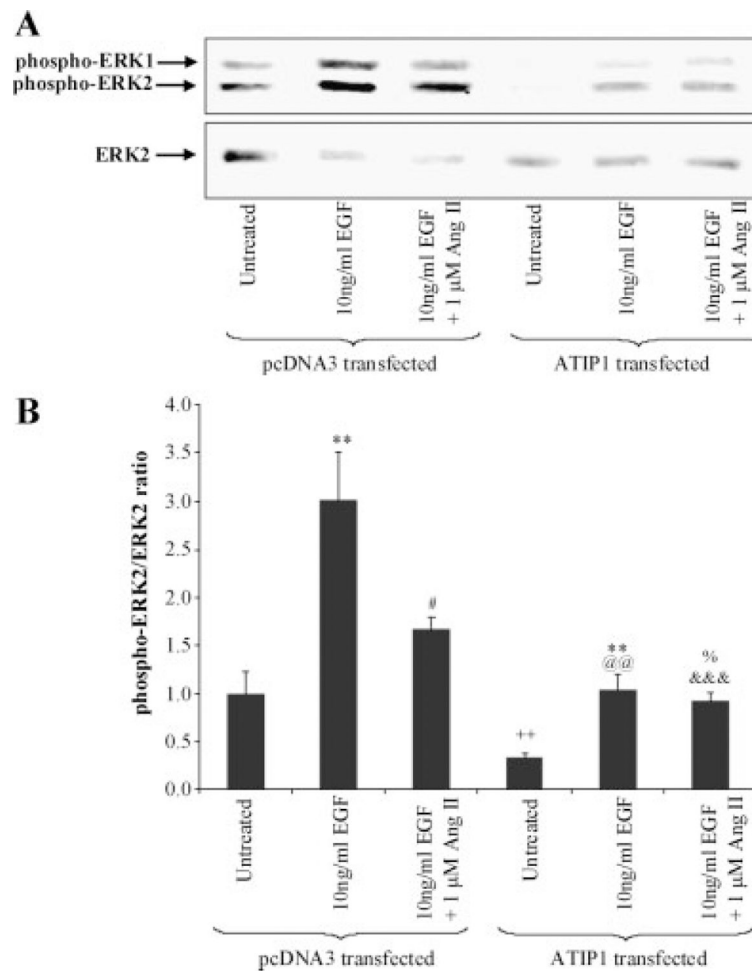 A
phospho-ERK1
phospho-ERK2
ERK2
Untreated
10ng/ml EGF
10ng/ml EGF
+ 1 μM Ang II
Untreated
10ng/ml EGF
10ng/ml EGF
+ 1 μM Ang II
pcDNA3 transfected
ATIP1 transfected
B
phospho-ERK2/ERK2 ratio
4.0
3.5
3.0
2.5
2.0
1.5
1.0
0.5
0.0
**
#
++
**
@@
%
&&&
Untreated
10ng/ml EGF
10ng/ml EGF
+ 1 μM Ang II
Untreated
10ng/ml EGF
10ng/ml EGF
+ 1 μM Ang II
pcDNA3 transfected
ATIP1 transfected